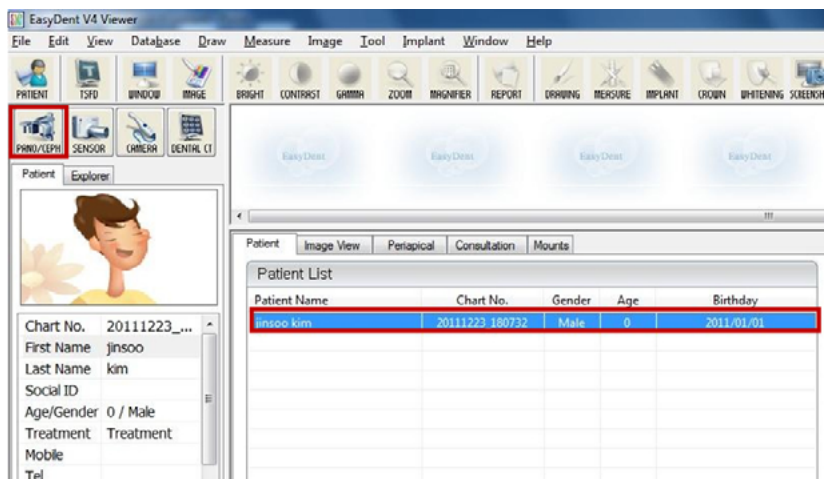 EasyDent V4 Viewer
File Edit View Database Draw Measure Image Tool Implant Window Help
PATIENT TSFD WINDOW IMAGE BRIGHT CONTRAST GAMMA ZOOM MAGNIFIER REPORT DRAWING MERSURE IMPLANT CROWN WHITENING SCREENSH
PANO/CEPH SENSOR CAMERA DENTAL CT
EasyDent EasyDent EasyDent EasyDent
Patient Explorer
Patient Image View Periapical Consultation Mounts
Patient List
Patient Name Chart No. Gender Age Birthday
jinsoo kim 20111223_180732 Male 0 2011/01/01
Chart No. 20111223_...
First Name jinsoo
Last Name kim
Social ID
Age/Gender 0 / Male
Treatment Treatment
Mobile
Tel